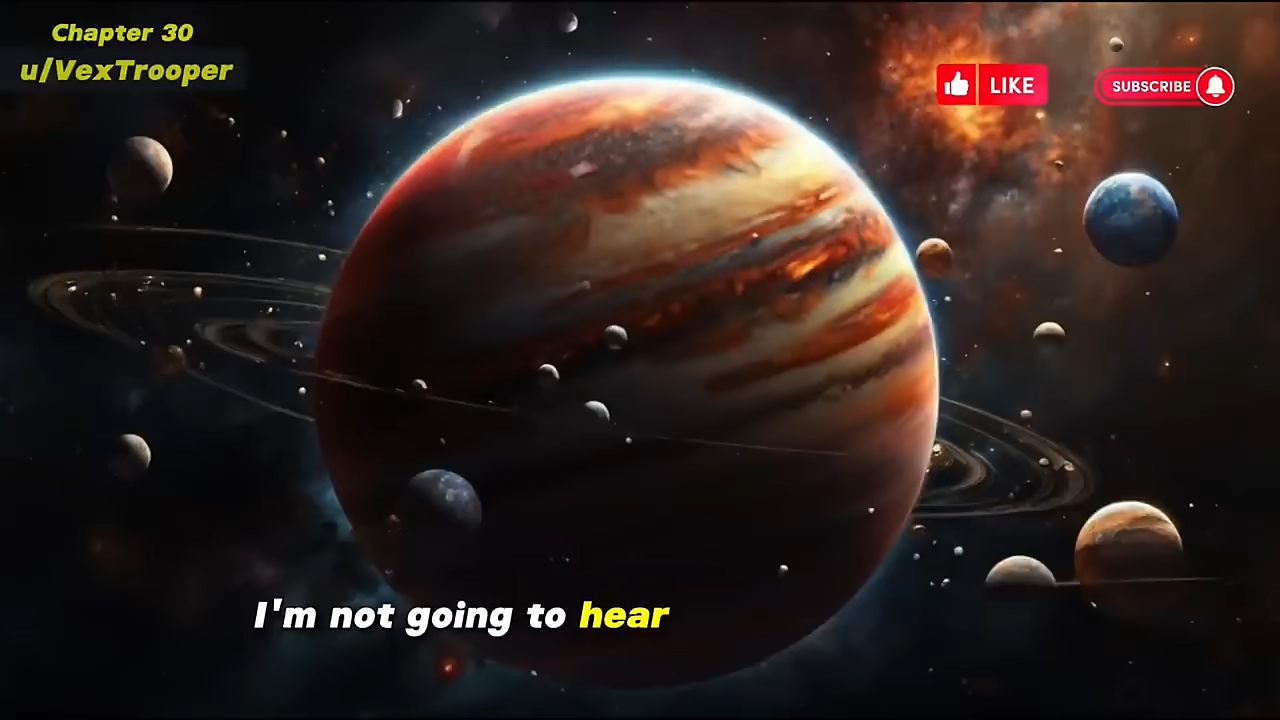 Chapter 30
u/VexTrooper
LIKE
SUBSCRIBE
I'm not going to hear